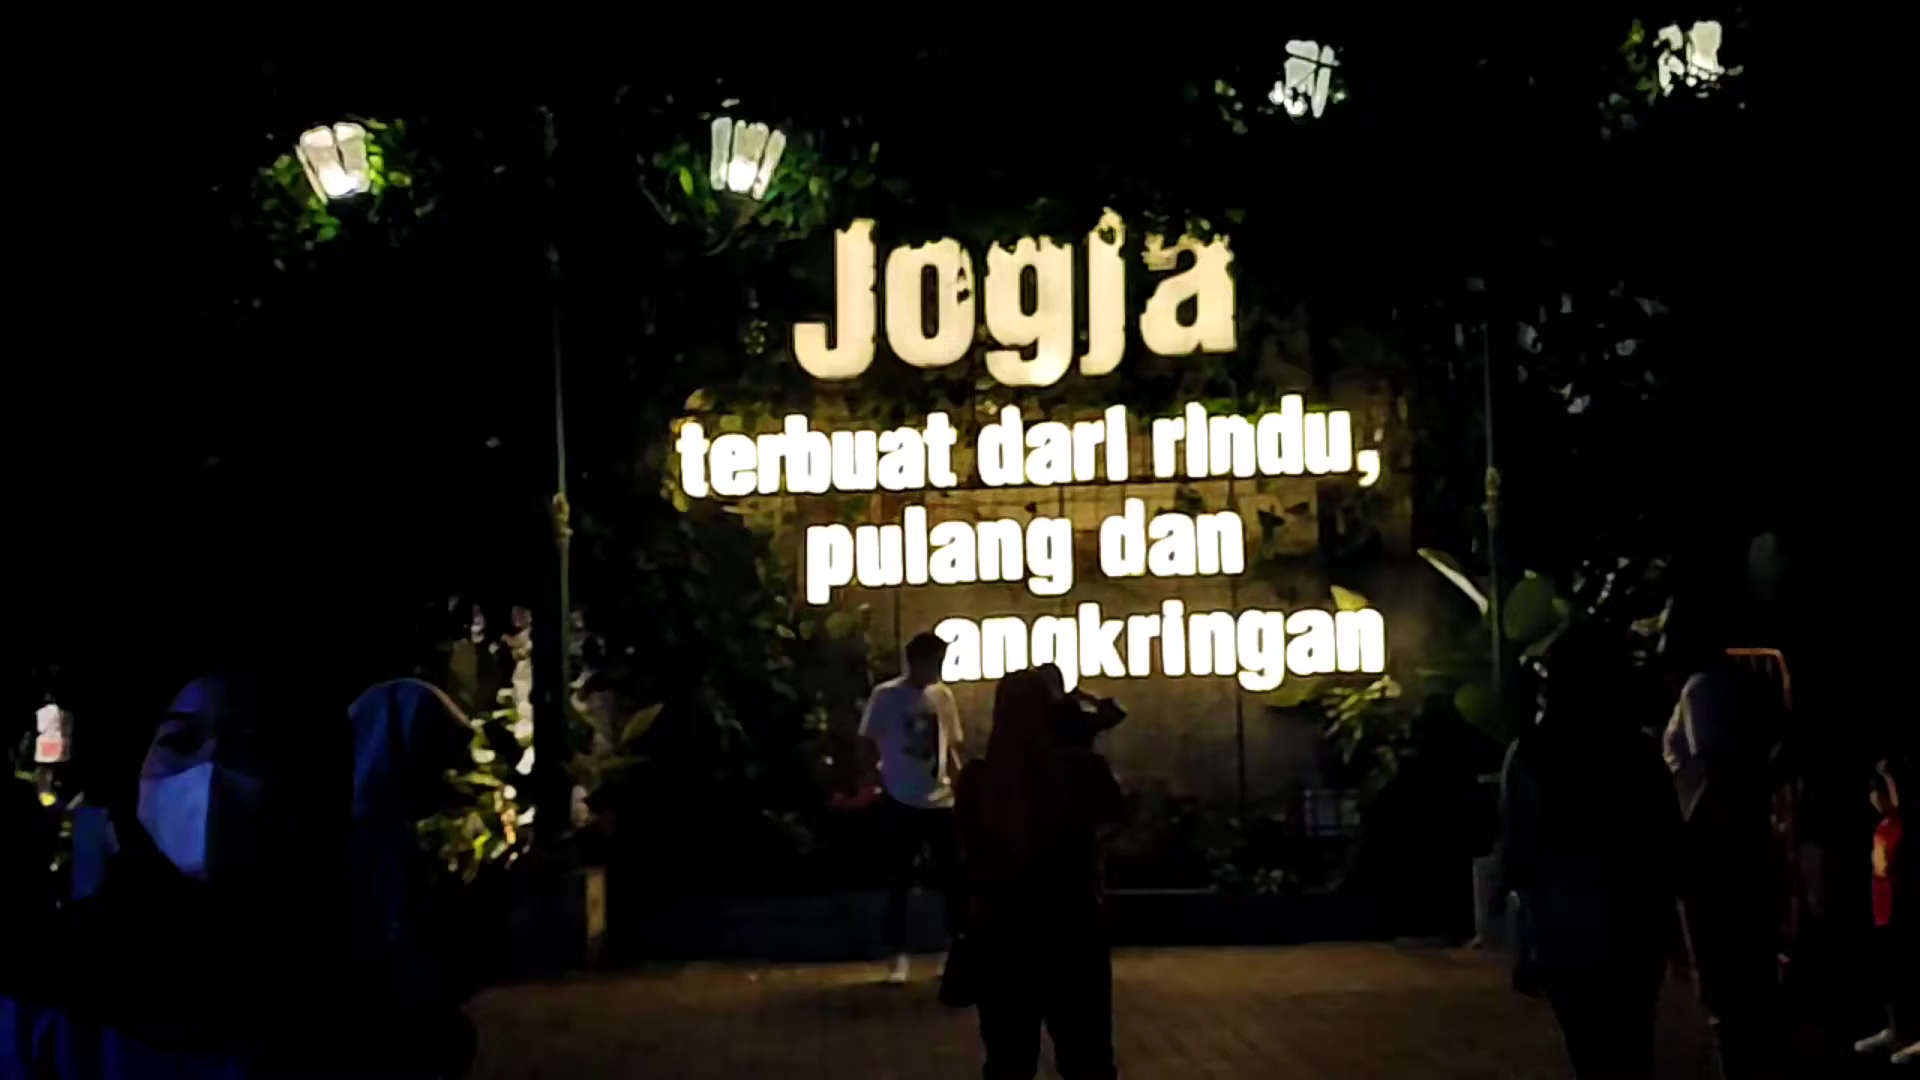 Jogja
terbuat dari rindu,
pulang dan
angkringan